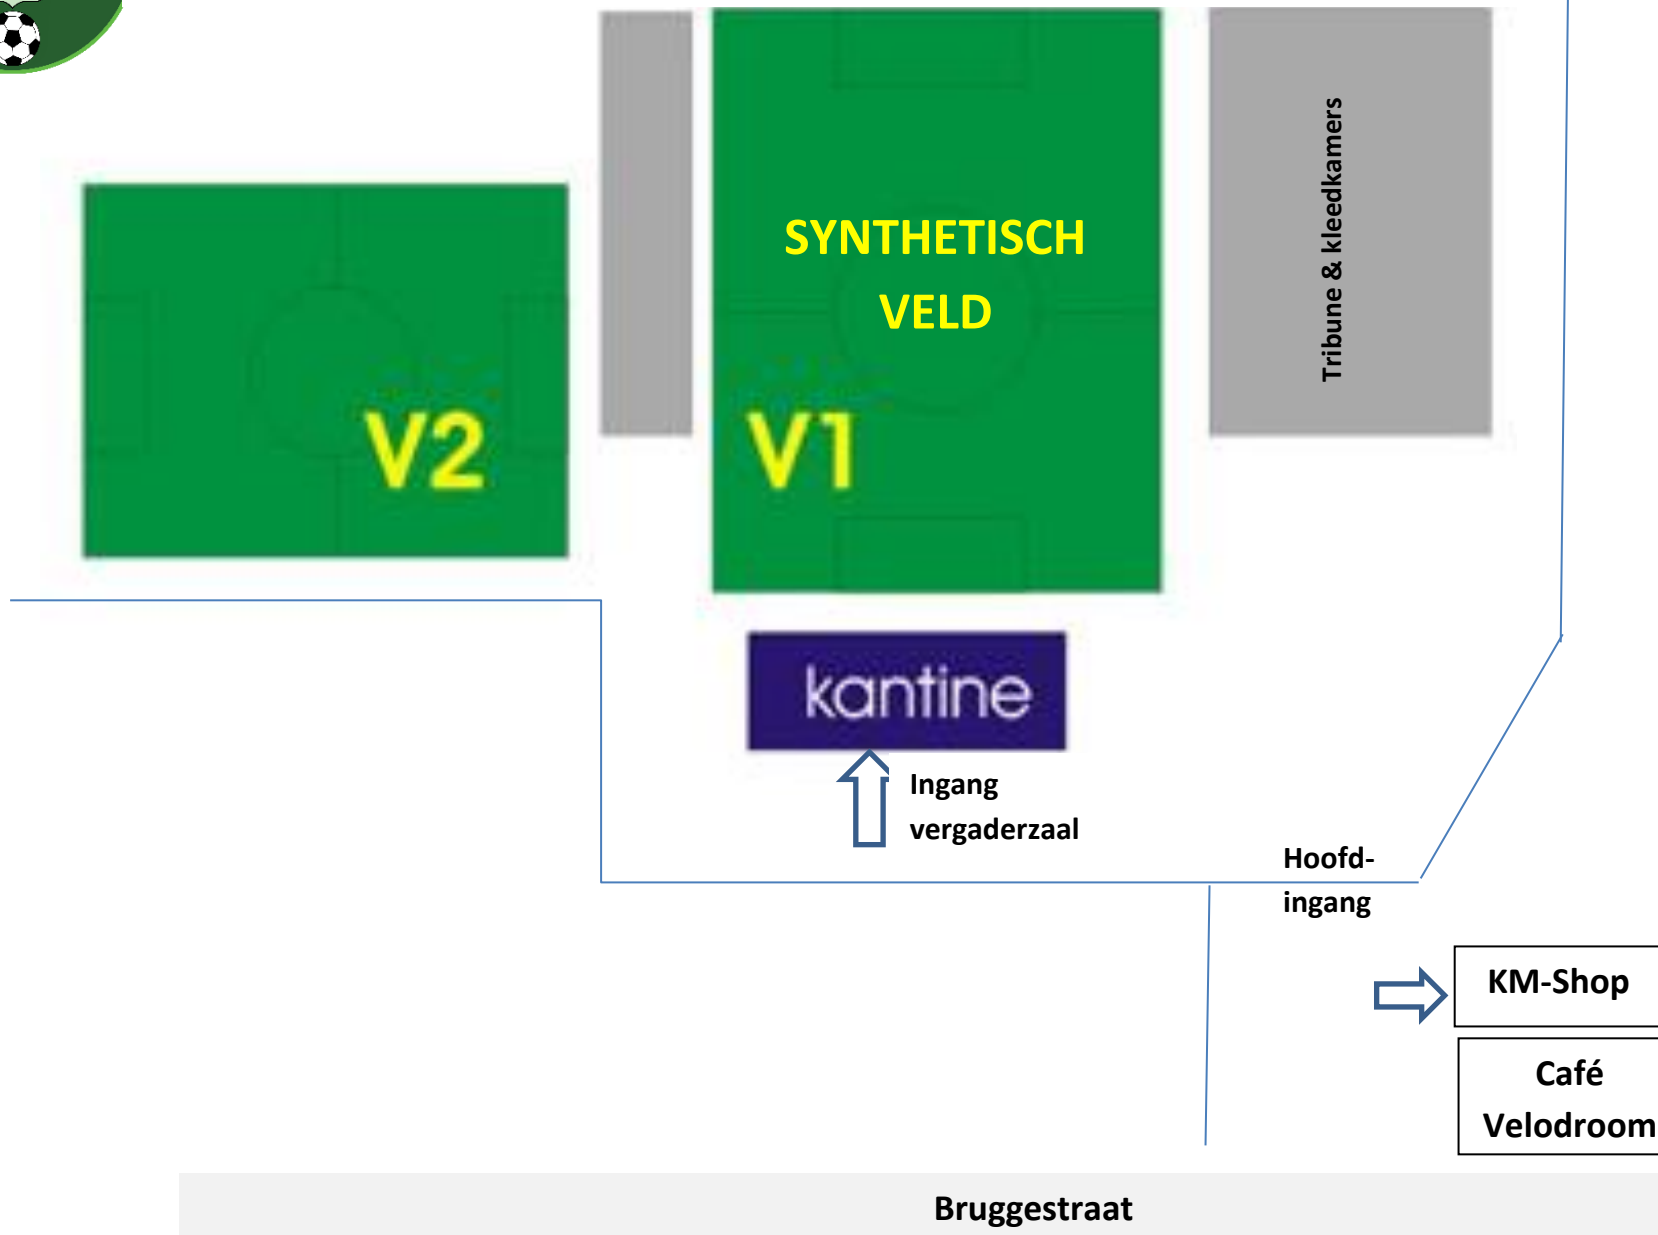 SYNTHETISCH
VELD
Tribune & kleedkamers
V2
V1
kantine
Ingang
vergaderzaal
Hoofd-
ingang
KM-Shop
Café
Velodroom
Bruggestraat